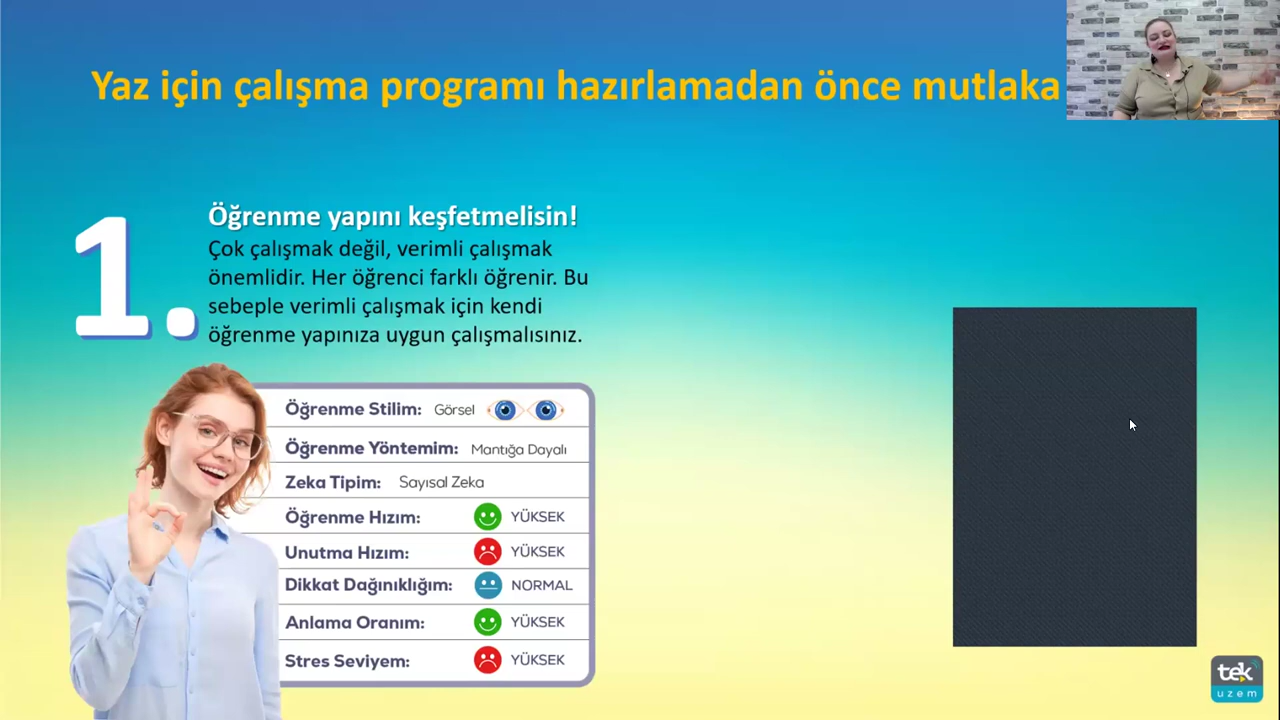 Yaz için çalışma programı hazırlamadan önce mutlaka
1.
Öğrenme yapını keşfetmelisin!
Çok çalışmak değil, verimli çalışmak
önemlidir. Her öğrenci farklı öğrenir. Bu
sebeple verimli çalışmak için kendi
öğrenme yapınıza uygun çalışmalısınız.
Öğrenme Stilim: Görsel
Öğrenme Yöntemim: Mantığa Dayalı
Zeka Tipim: Sayısal Zeka
Öğrenme Hızım: YÜKSEK
Unutma Hızım: YÜKSEK
Dikkat Dağınıklığım: NORMAL
Anlama Oranım: YÜKSEK
Stres Seviyem: YÜKSEK
tek
uzem